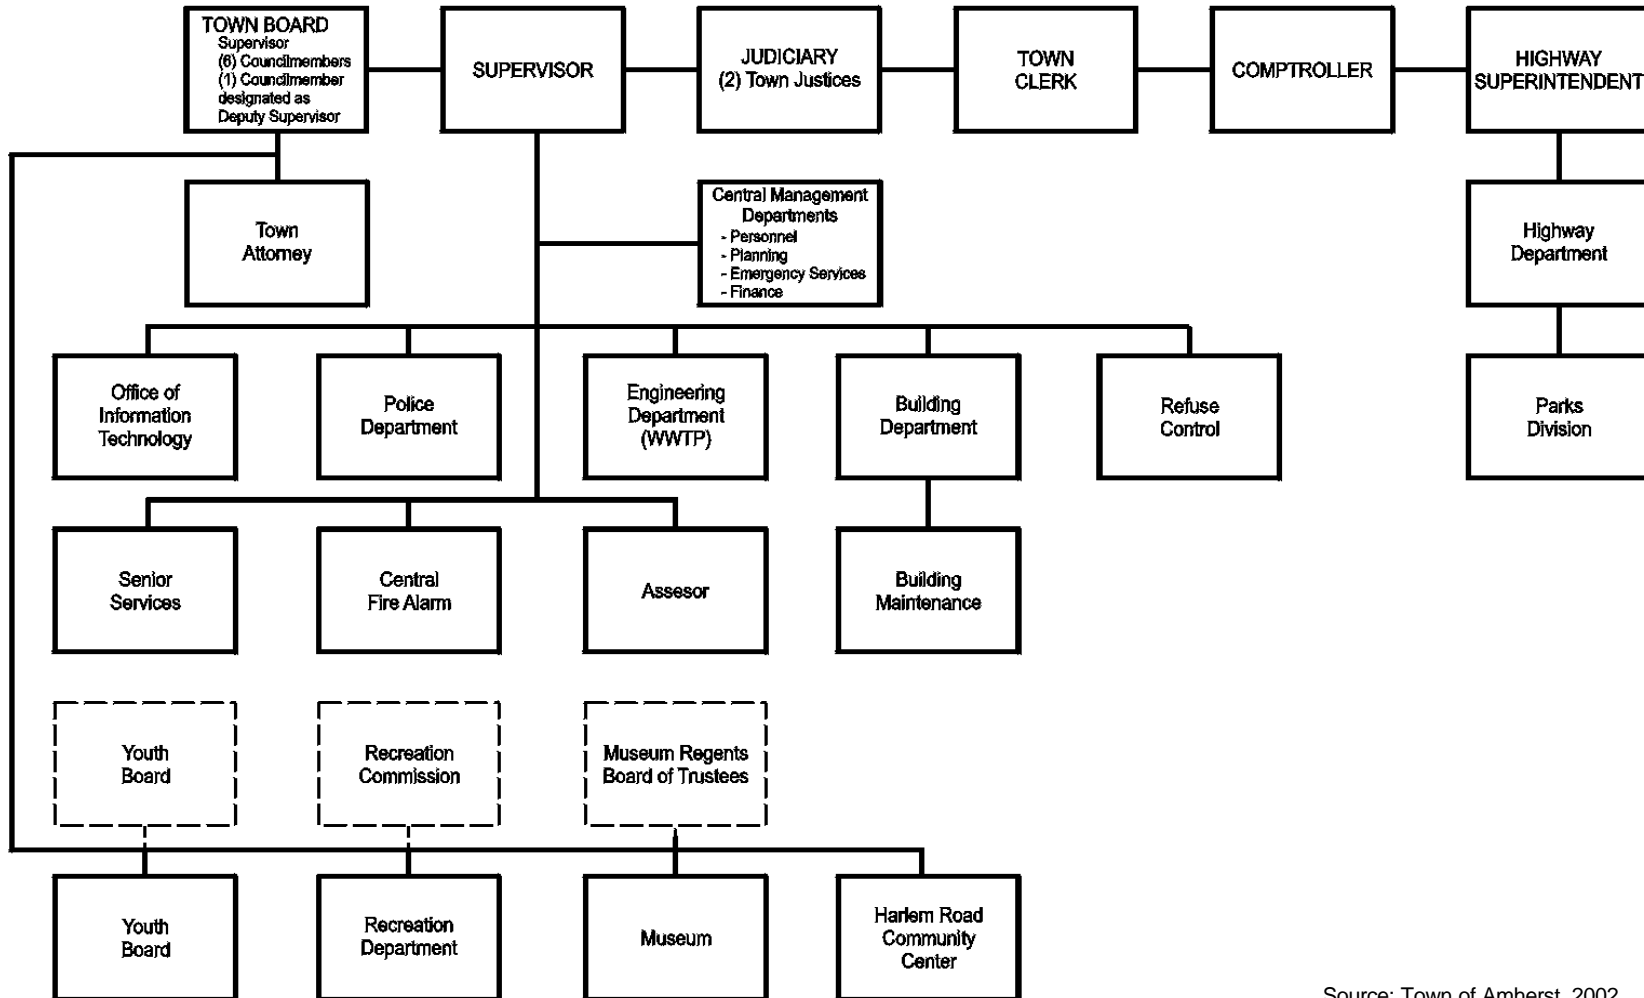 TOWN BOARD
Supervisor
(6) Councilmembers
(1) Councilmember
designated as
Deputy Supervisor
SUPERVISOR
JUDICIARY
(2) Town Justices
TOWN
CLERK
COMPTROLLER
HIGHWAY
SUPERINTENDENT
Town
Attorney
Central Management
Departments
- Personnel
- Planning
- Emergency Services
- Finance
Highway
Department
Office of
Information
Technology
Police
Department
Engineering
Department
(WWTP)
Building
Department
Refuse
Control
Parks
Division
Senior
Services
Central
Fire Alarm
Assesor
Building
Maintenance
Youth
Board
Recreation
Commission
Museum Regents
Board of Trustees
Youth
Board
Recreation
Department
Museum
Harlem Road
Community
Center
Source: Town of Amherst, 2002